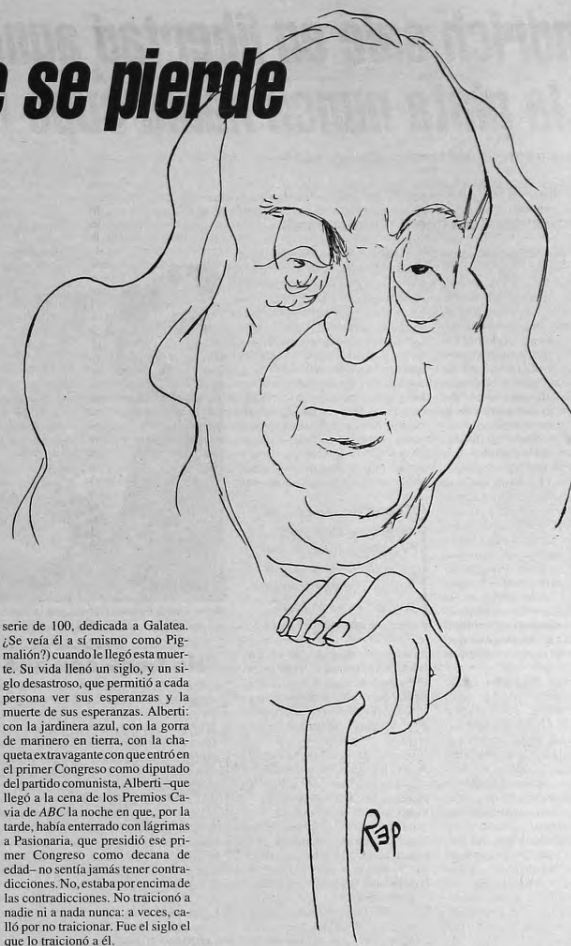 se pierde
serie de 100, dedicada a Galatea.
¿Se veía él a sí mismo como Pig-
malión?) cuando le llegó esta muer-
te. Su vida llenó un siglo, y un si-
glo desastroso, que permitió a cada
persona ver sus esperanzas y la
muerte de sus esperanzas. Alberti:
con la jardinera azul, con la gorra
de marinero en tierra, con la cha-
queta extravagante con que entró en
el primer Congreso como diputado
del partido comunista, Alberti –que
llegó a la cena de los Premios Ca-
via de ABC la noche en que, por la
tarde, había enterrado con lágrimas
a Pasionaria, que presidió ese pri-
mer Congreso como decana de
edad– no sentía jamás tener contra-
dicciones. No, estaba por encima de
las contradicciones. No traicionó a
nadie ni a nada nunca: a veces, ca-
lló por no traicionar. Fue el siglo el
que lo traicionó a él.
Rep